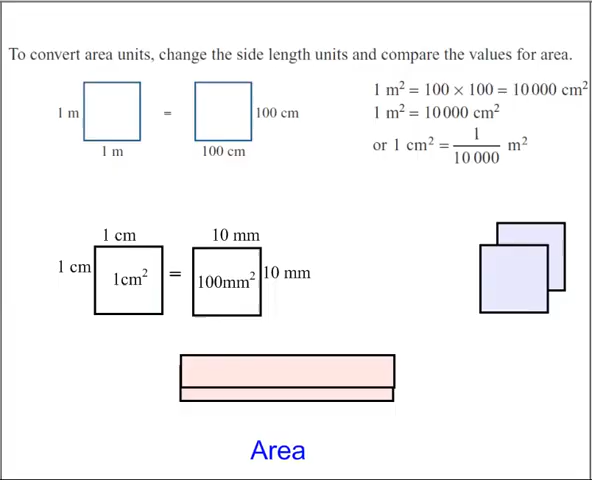 To convert area units, change the side length units and compare the values for area.
1 m = 100 cm
1 m 100 cm
1 m² = 100 × 100 = 10 000 cm²
1 m² = 10 000 cm²
or 1 cm² = 1/10 000 m²
1 cm 10 mm
1 cm 1cm² = 100mm² 10 mm
Area